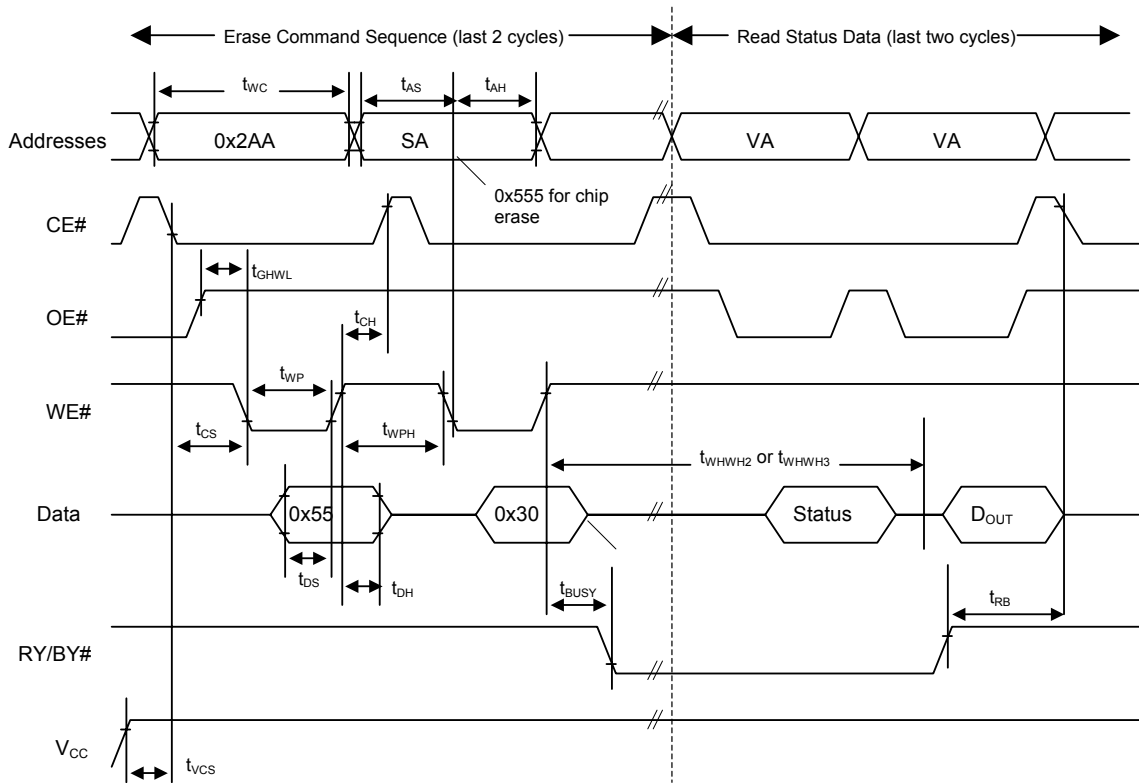 Erase Command Sequence (last 2 cycles) Read Status Data (last two cycles)
tWC tAS tAH
Addresses 0x2AA SA VA VA
0x555 for chip
erase
CE#
tGHWL
OE#
tCH
tWP
WE#
tCS tWPH
tWHWH2 or tWHWH3
Data 0x55 0x30 Status DOUT
tDS tDH tBUSY tRB
RY/BY#
VCC
tVCS